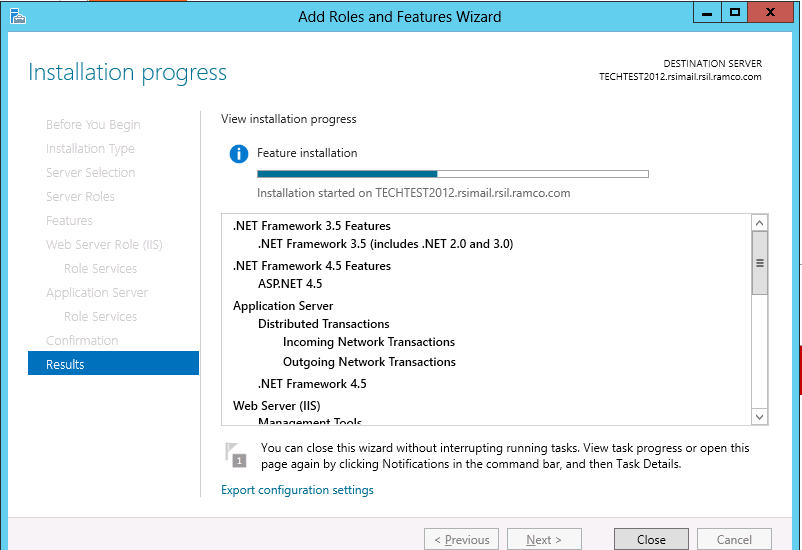 Add Roles and Features Wizard
Installation progress
DESTINATION SERVER
TECHTEST2012.rsimail.rsil.ramco.com
Before You Begin
Installation Type
Server Selection
Server Roles
Features
Web Server Role (IIS)
Role Services
Application Server
Role Services
Confirmation
Results
View installation progress
Feature installation
Installation started on TECHTEST2012.rsimail.rsil.ramco.com
.NET Framework 3.5 Features
.NET Framework 3.5 (includes .NET 2.0 and 3.0)
.NET Framework 4.5 Features
ASP.NET 4.5
Application Server
Distributed Transactions
Incoming Network Transactions
Outgoing Network Transactions
.NET Framework 4.5
Web Server (IIS)
Management Tools
1
You can close this wizard without interrupting running tasks. View task progress or open this
page again by clicking Notifications in the command bar, and then Task Details.
Export configuration settings
< Previous
Next >
Close
Cancel